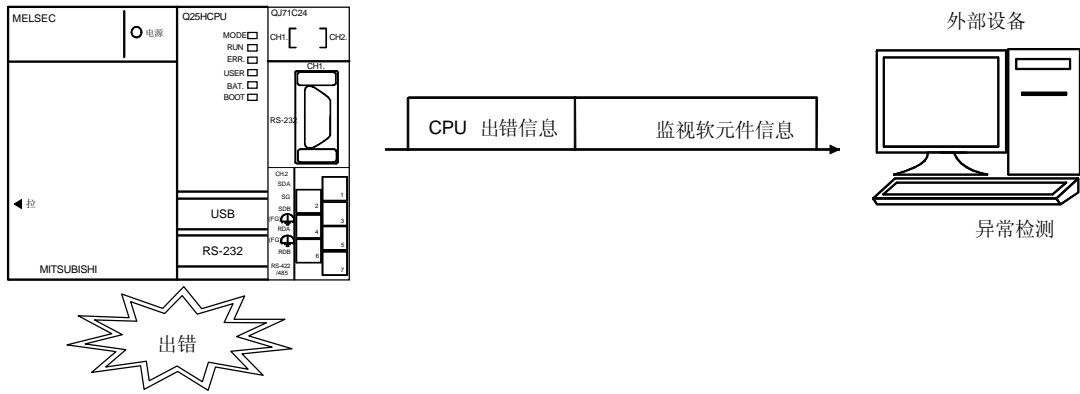 MELSEC
电源
拉
MITSUBISHI
Q25HCPU
MODE
RUN
ERR.
USER
BAT.
BOOT
USB
RS-232
QJ71C24
CH1.
CH2.
CH1.
RS-232
CH2
SDA
SG
SDB
(FG)
RDA
(FG)
RDB
RS-422
/485
1
2
3
4
5
6
7
出错
CPU 出错信息
监视软元件信息
外部设备
异常检测